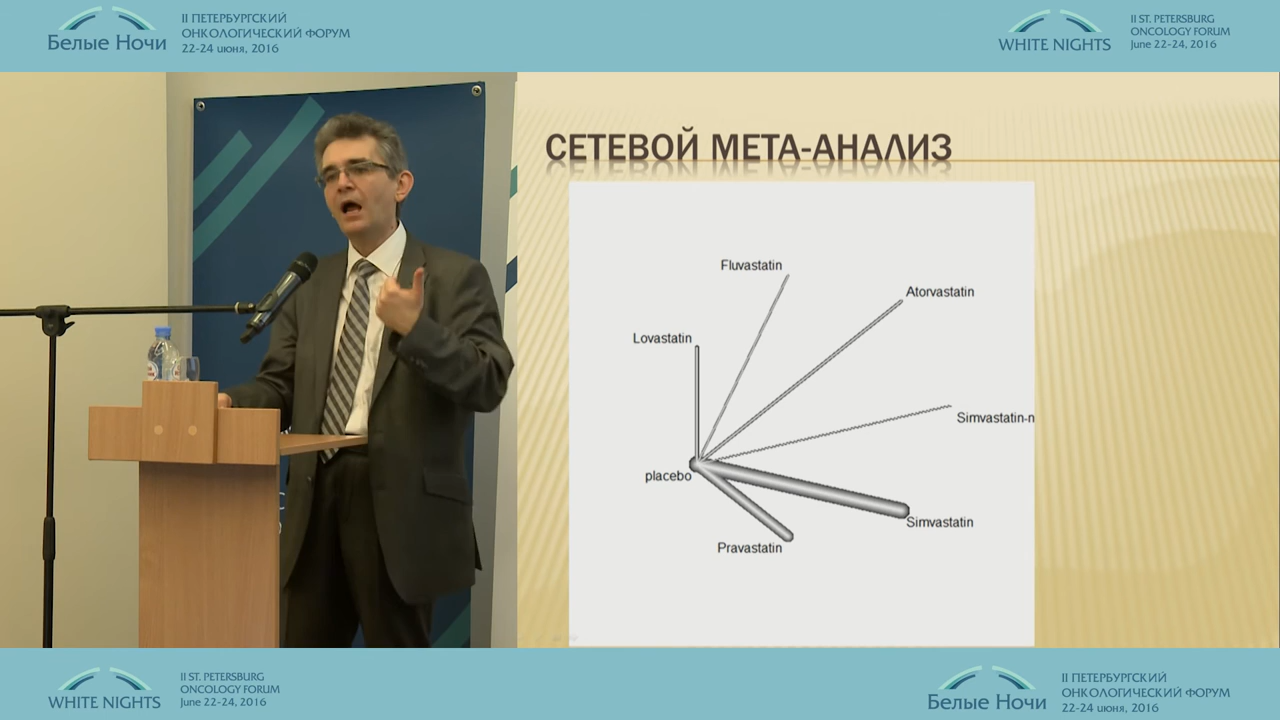 Белые Ночи
II ПЕТЕРБУРГСКИЙ
ОНКОЛОГИЧЕСКИЙ ФОРУМ
22-24 июня, 2016
WHITE NIGHTS
II ST. PETERSBURG
ONCOLOGY FORUM
June 22-24, 2016
СЕТЕВОЙ МЕТА-АНАЛИЗ
Fluvastatin
Atorvastatin
Lovastatin
Simvastatin-n
placebo
Simvastatin
Pravastatin
WHITE NIGHTS
II ST. PETERSBURG
ONCOLOGY FORUM
June 22-24, 2016
Белые Ночи
II ПЕТЕРБУРГСКИЙ
ОНКОЛОГИЧЕСКИЙ ФОРУМ
22-24 июня, 2016